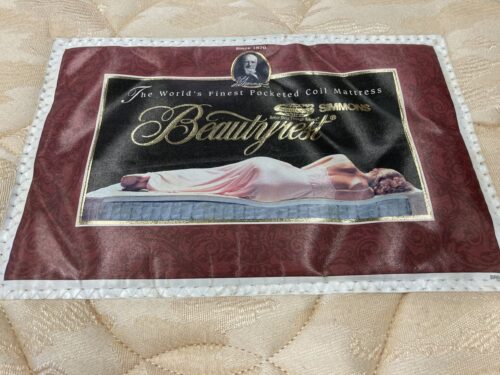 Since 1870
The World's Finest Pocketed Coil Mattress
SIMMONS
Beautyrest®